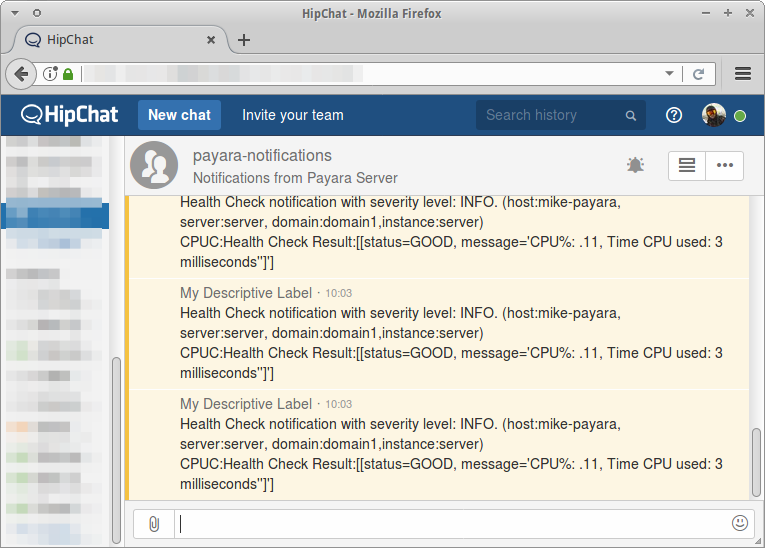 HipChat - Mozilla Firefox
HipChat
HipChat
New chat
Invite your team
Search history
payara-notifications
Notifications from Payara Server
Health Check notification with severity level: INFO. (host:mike-payara,
server:server, domain:domain1,instance:server)
CPUC:Health Check Result:[[status=GOOD, message='CPU%: .11, Time CPU used: 3
milliseconds'']']
My Descriptive Label · 10:03
Health Check notification with severity level: INFO. (host:mike-payara,
server:server, domain:domain1,instance:server)
CPUC:Health Check Result:[[status=GOOD, message='CPU%: .11, Time CPU used: 3
milliseconds'']']
My Descriptive Label · 10:03
Health Check notification with severity level: INFO. (host:mike-payara,
server:server, domain:domain1,instance:server)
CPUC:Health Check Result:[[status=GOOD, message='CPU%: .11, Time CPU used: 3
milliseconds'']']